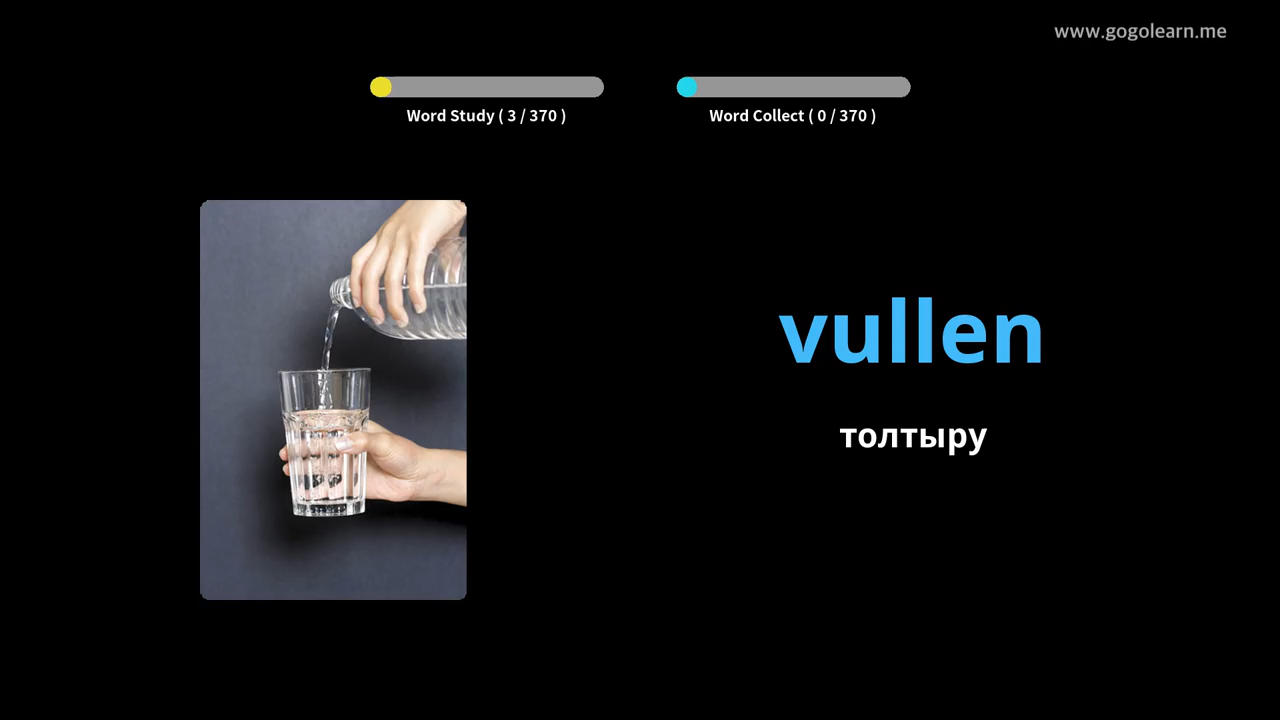 www.gogolearn.me
Word Study ( 3 / 370 )
Word Collect ( 0 / 370 )
vullen
толтыру